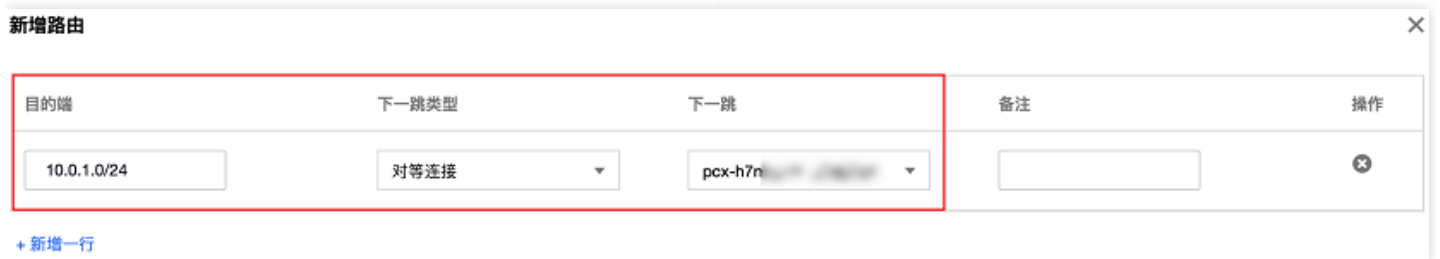 新增路由
目的端 下一跳类型 下一跳 备注 操作
10.0.1.0/24 对等连接 pcx-h7
+ 新增一行